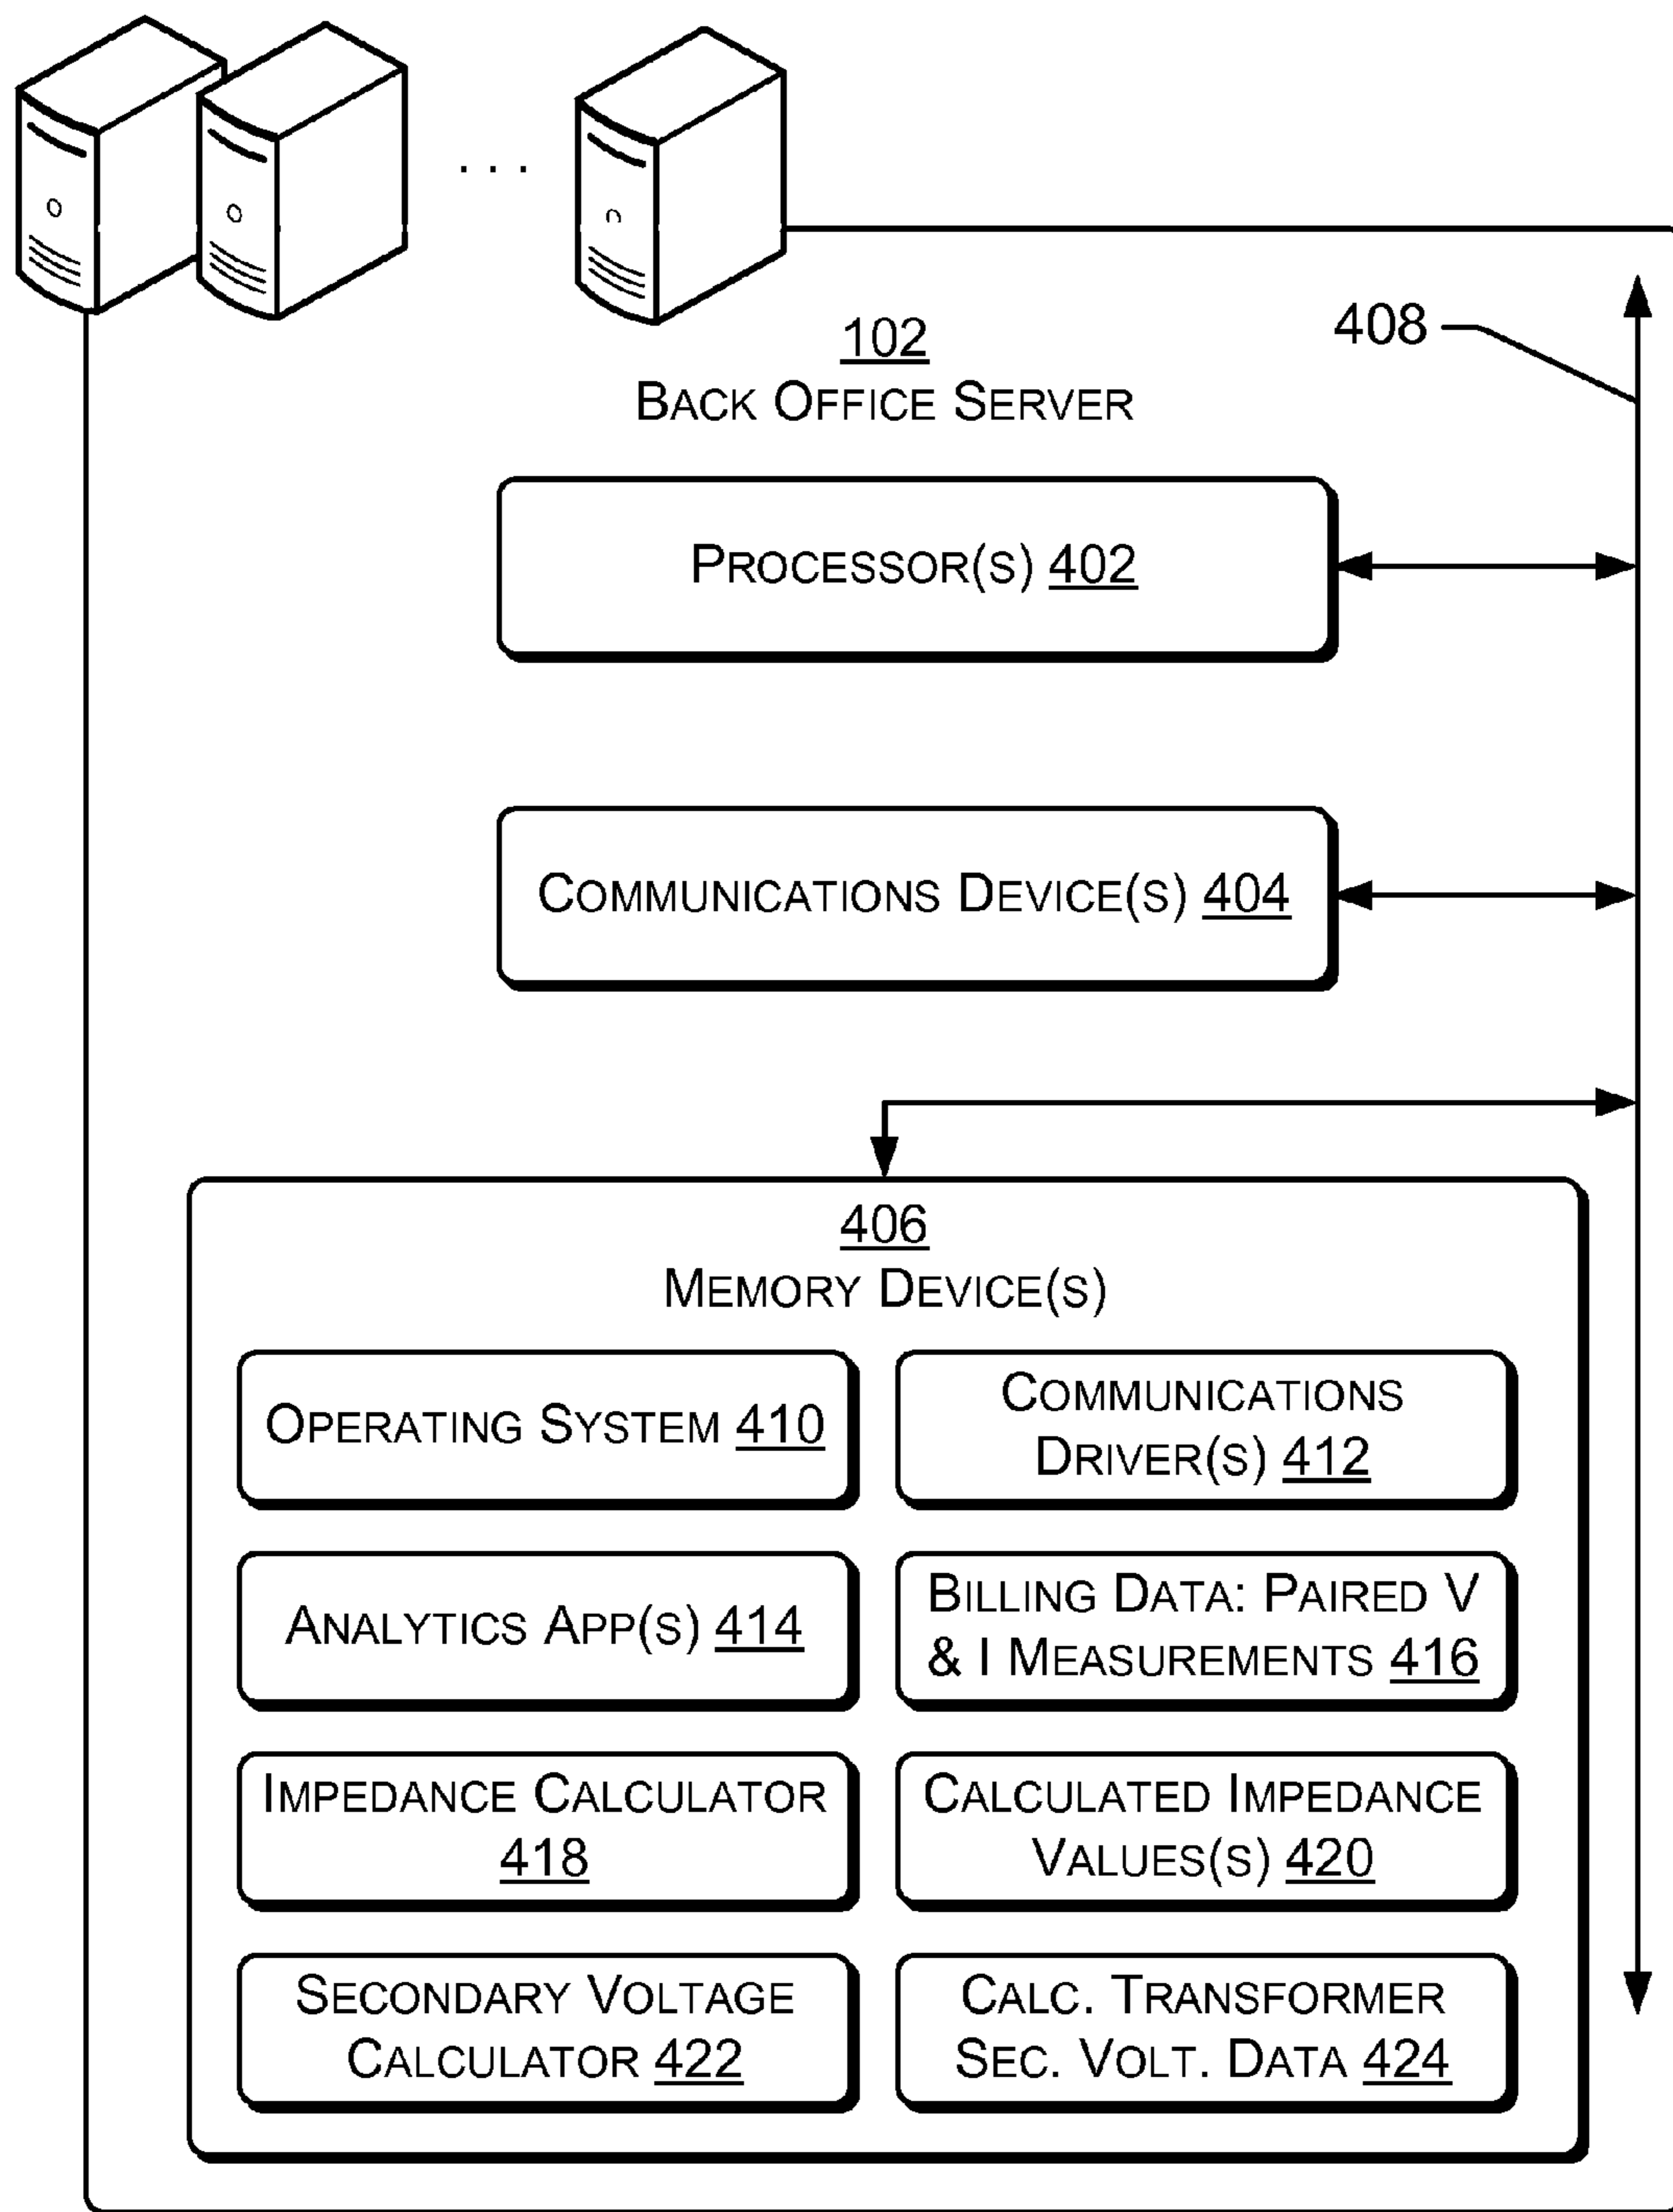 . . .
408
102
BACK OFFICE SERVER
PROCESSOR(S) 402
COMMUNICATIONS DEVICE(S) 404
406
MEMORY DEVICE(S)
OPERATING SYSTEM 410
COMMUNICATIONS
DRIVER(S) 412
ANALYTICS APP(S) 414
BILLING DATA: PAIRED V
& I MEASUREMENTS 416
IMPEDANCE CALCULATOR
418
CALCULATED IMPEDANCE
VALUES(S) 420
SECONDARY VOLTAGE
CALCULATOR 422
CALC. TRANSFORMER
SEC. VOLT. DATA 424